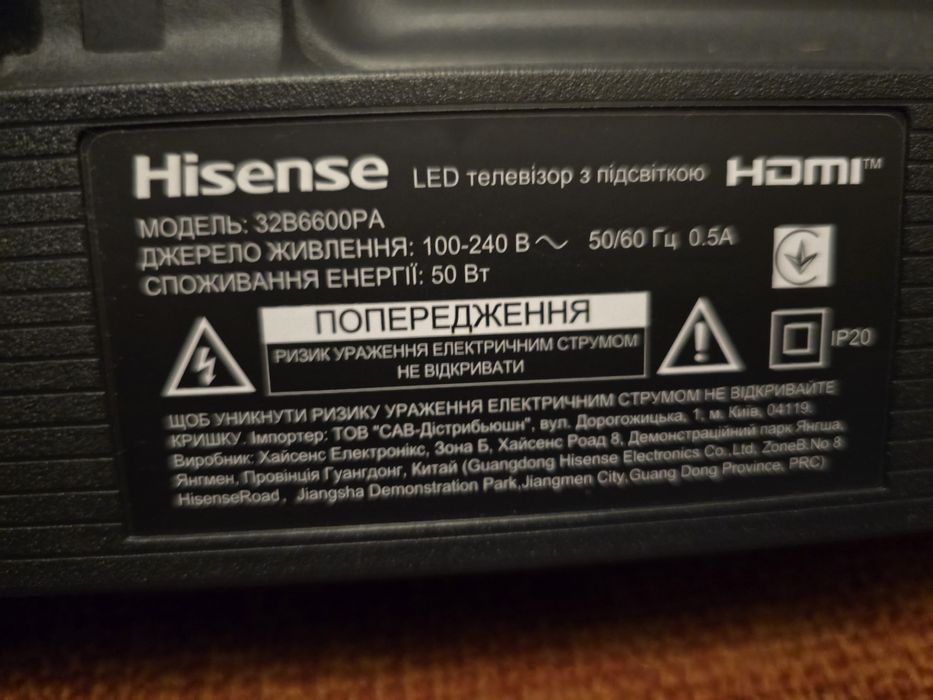 Hisense LED телевізор з підсвіткою HDMI™
МОДЕЛЬ: 32B6600PA
ДЖЕРЕЛО ЖИВЛЕННЯ: 100-240 В～ 50/60 Гц 0.5А
СПОЖИВАННЯ ЕНЕРГІЇ: 50 Вт
ПОПЕРЕДЖЕННЯ
РИЗИК УРАЖЕННЯ ЕЛЕКТРИЧНИМ СТРУМОМ
НЕ ВІДКРИВАТИ
IP20
ЩОБ УНИКНУТИ РИЗИКУ УРАЖЕННЯ ЕЛЕКТРИЧНИМ СТРУМОМ НЕ ВІДКРИВАЙТЕ
КРИШКУ. Імпортер: ТОВ "САВ-Дістрибьюшн", вул. Дорогожицька, 1, м. Київ, 04119.
Виробник: Хайсенс Електронікс, Зона Б, Хайсенс Роад 8, Демонстраційний парк Янгша,
Янгмен, Провінція Гуангдонг, Китай (Guangdong Hisense Electronics Co.,Ltd. ZoneB.No 8
HisenseRoad, Jiangsha Demonstration Park,Jiangmen City,Guang Dong Province, PRC)